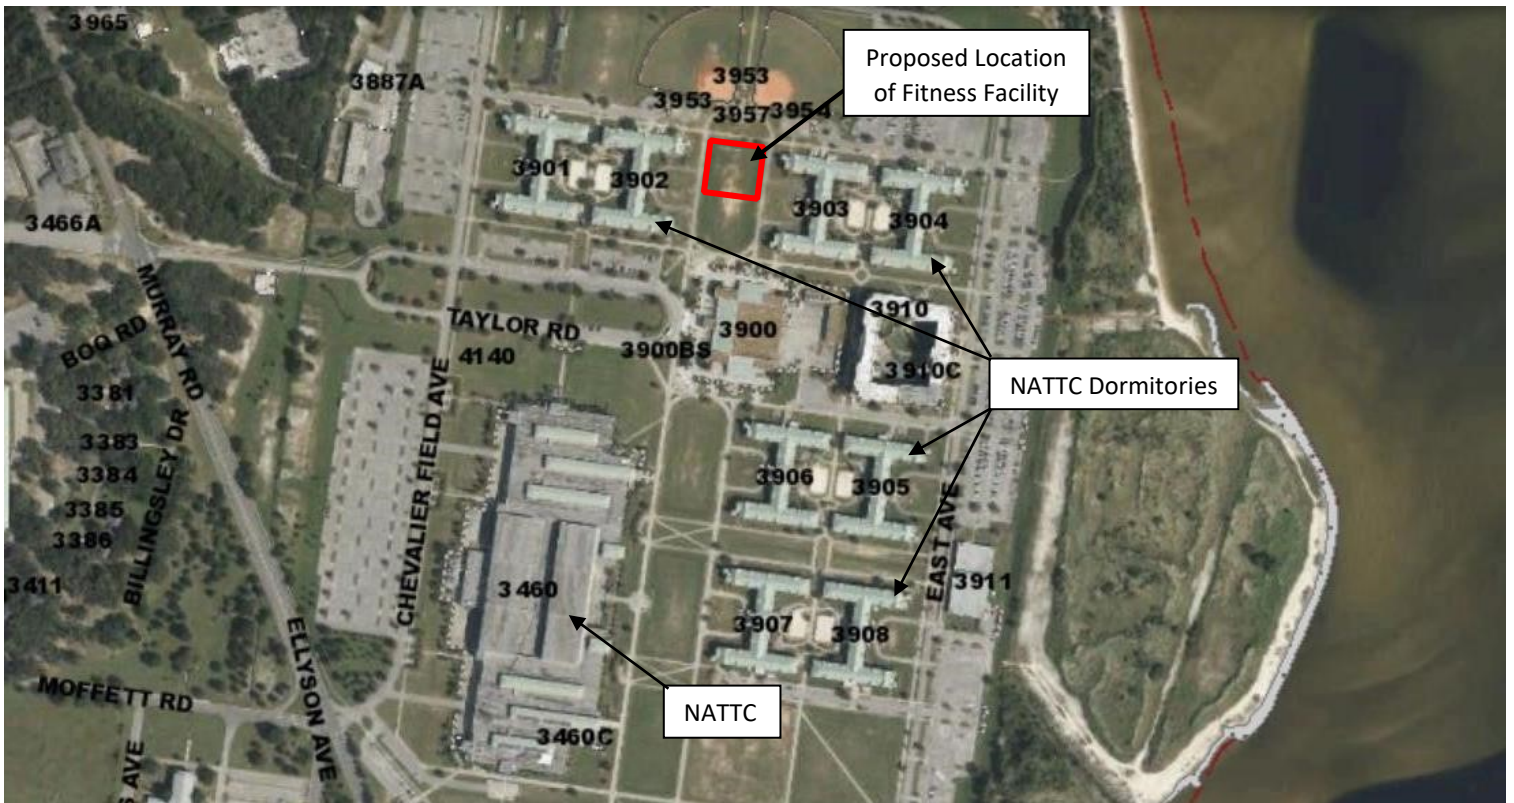 3965
3887A
3953
3953
3957
3954
Proposed Location
of Fitness Facility
3901
3902
3903
3904
3466A
MURRAY RD
BOQ RD
TAYLOR RD
4140
3900BS
3900
3910
3910C
NATTC Dormitories
3381
3383
3384
3385
3386
3411
BILLINGSLEY DR
CHEVALIER FIELD AVE
3906
3905
EAST AVE
3911
3460
3907
3908
NATTC
3460C
MOFFETT RD
ELLYSON AVE
S AVE